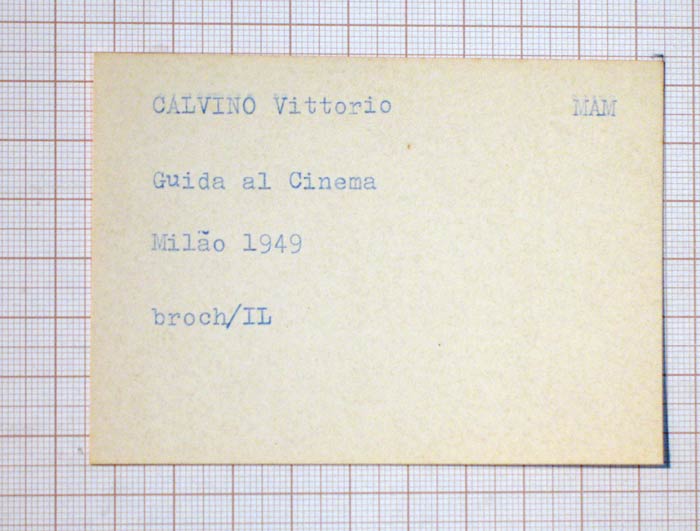 CALVINO Vittorio MAM
Guida al Cinema
Milão 1949
broch/IL